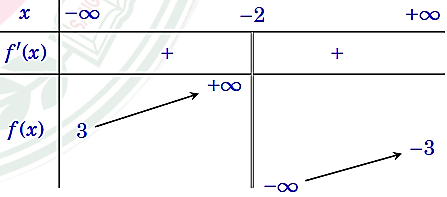 x −∞ −2 +∞
f′(x) + +
+∞
f(x) 3 −3
−∞